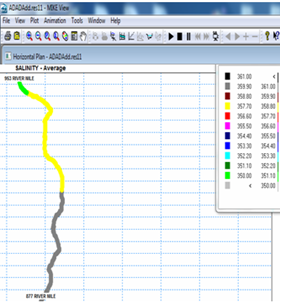 ADADAdd.res11 - MIKE View
File View Plot Animation Tools Window Help
Horizontal Plan - ADADAdd.res11
SALINITY - Average
953 RIVER MILE
361.00 <
359.90 361.00
358.80 359.90
357.70 358.80
356.60 357.70
355.50 356.60
354.40 355.50
353.30 354.40
352.20 353.30
351.10 352.20
350.00 351.10
< 350.00
877 RIVER MILE